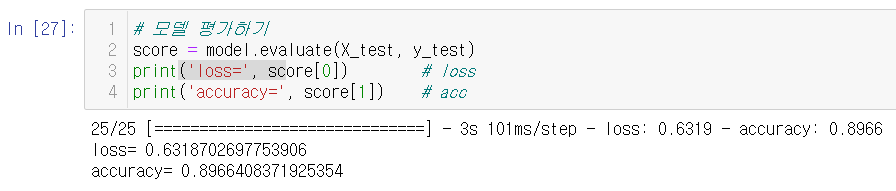 In [27]:
1 # 모델 평가하기
2 score = model.evaluate(X_test, y_test)
3 print('loss=', score[0]) # loss
4 print('accuracy=', score[1]) # acc
25/25 [==============================] - 3s 101ms/step - loss: 0.6319 - accuracy: 0.8966
loss= 0.6318702697753906
accuracy= 0.8966408371925354